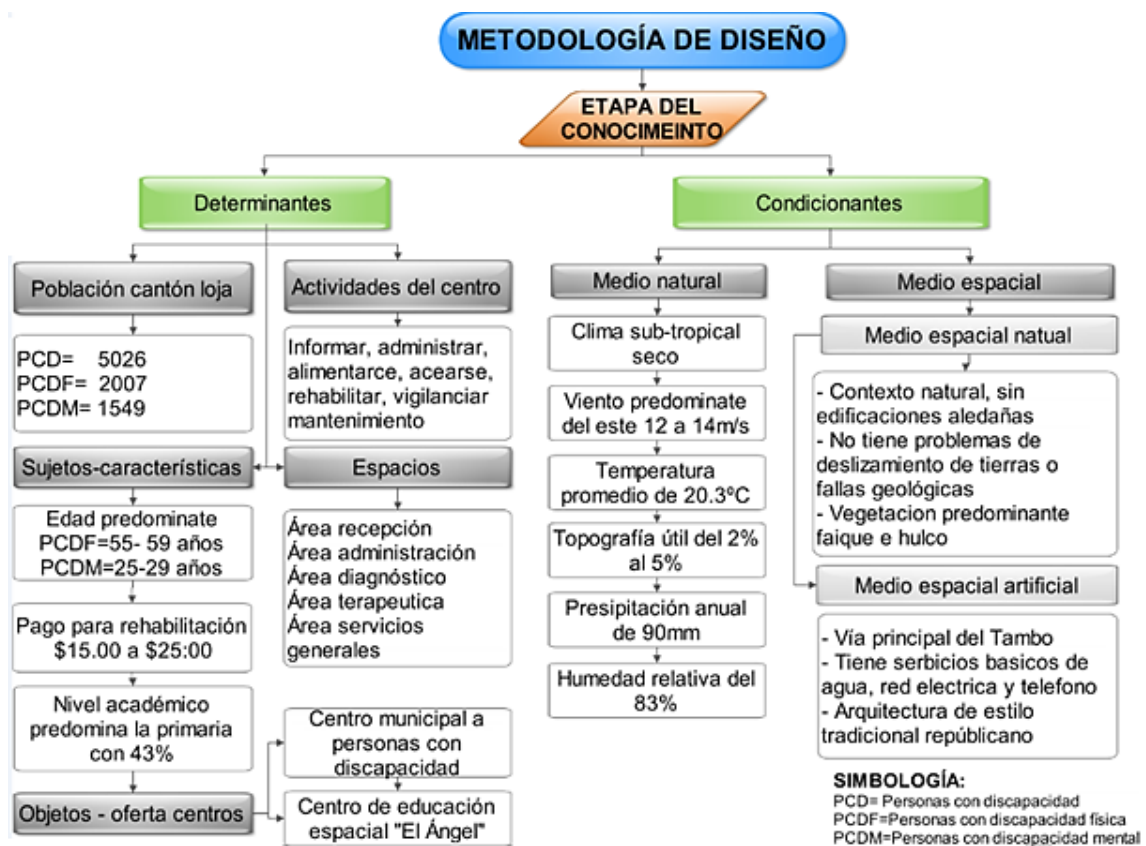 METODOLOGÍA DE DISEÑO
ETAPA DEL
CONOCIMEINTO
Determinantes
Población cantón loja
PCD= 5026
PCDF= 2007
PCDM= 1549
Sujetos-características
Edad predominate
PCDF=55- 59 años
PCDM=25-29 años
Pago para rehabilitación
$15.00 a $25:00
Nivel académico
predomina la primaria
con 43%
Objetos - oferta centros
Centro municipal a
personas con
discapacidad
Centro de educación
espacial "El Ángel"
Actividades del centro
Informar, administrar,
alimentarce, acearse,
rehabilitar, vigilanciar
mantenimiento
Espacios
Área recepción
Área administración
Área diagnóstico
Área terapeutica
Área servicios
generales
Condicionantes
Medio natural
Clima sub-tropical
seco
Viento predominate
del este 12 a 14m/s
Temperatura
promedio de 20.3ºC
Topografía útil del 2%
al 5%
Presipitación anual
de 90mm
Humedad relativa del
83%
Medio espacial
Medio espacial natual
- Contexto natural, sin
edificaciones aledañas
- No tiene problemas de
deslizamiento de tierras o
fallas geológicas
- Vegetacion predominante
faique e hulco
Medio espacial artificial
- Vía principal del Tambo
- Tiene serbicios basicos de
agua, red electrica y telefono
- Arquitectura de estilo
tradicional repúblicano
SIMBOLOGÍA:
PCD= Personas con discapacidad
PCDF=Personas con discapacidad física
PCDM=Personas con discapacidad mental